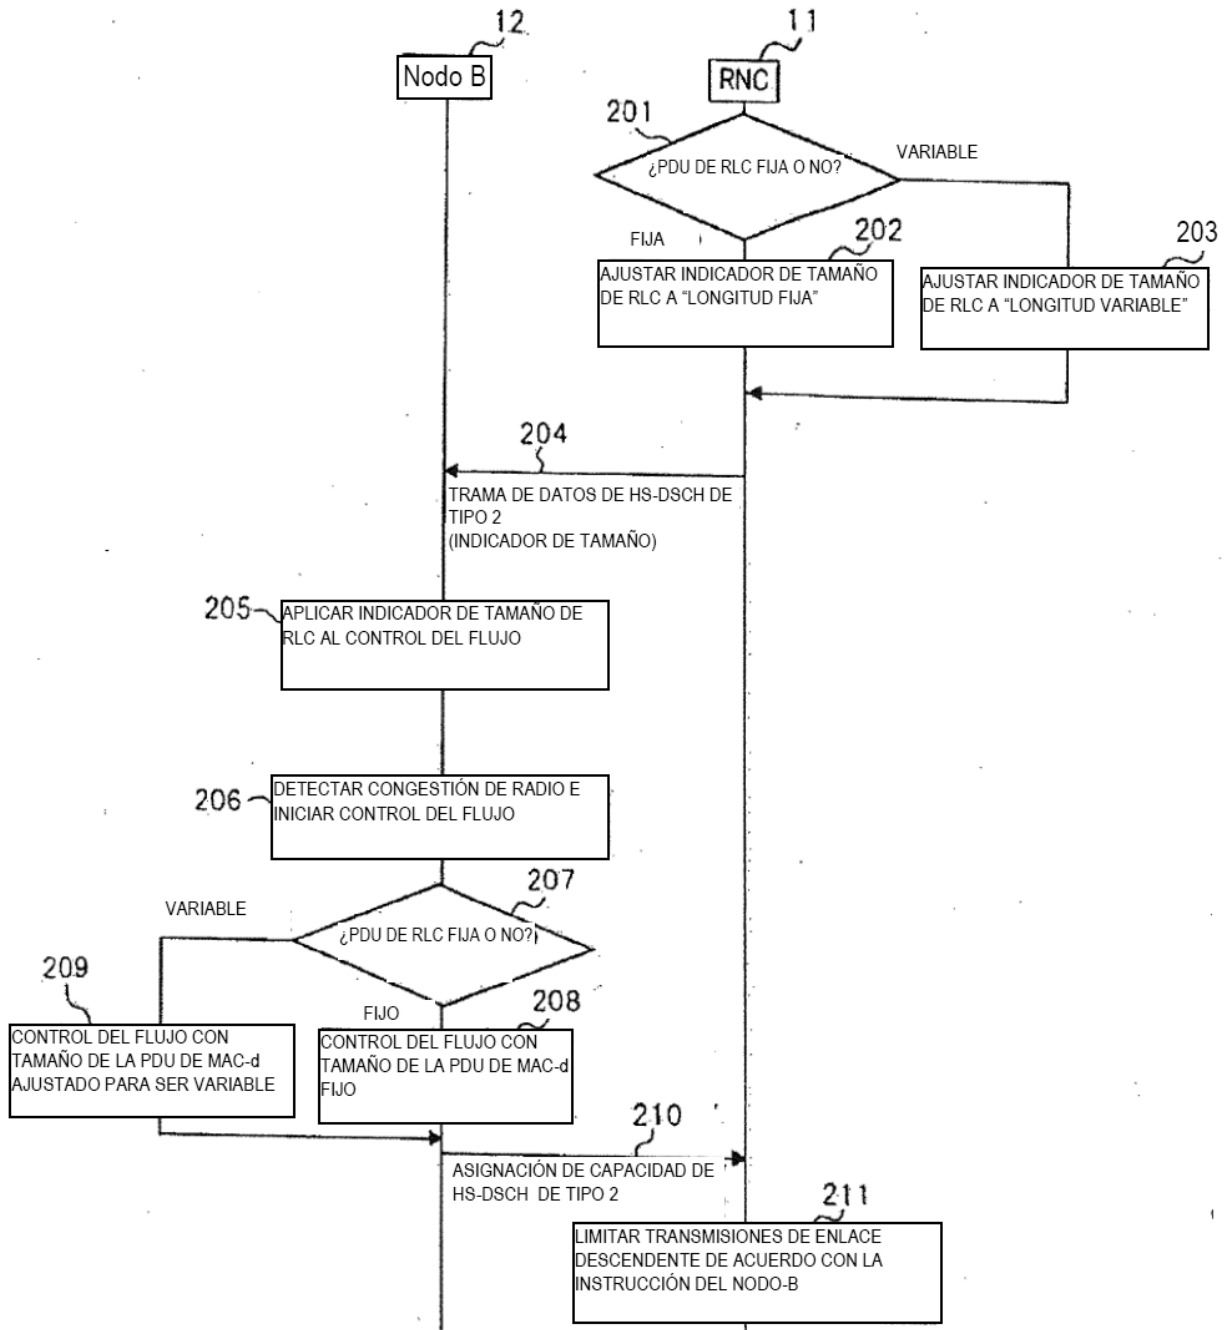 12
11
Nodo B
RNC
201
¿PDU DE RLC FIJA O NO?
VARIABLE
FIJA
202
203
AJUSTAR INDICADOR DE TAMAÑO
DE RLC A “LONGITUD FIJA”
AJUSTAR INDICADOR DE TAMAÑO
DE RLC A “LONGITUD VARIABLE”
204
TRAMA DE DATOS DE HS-DSCH DE
TIPO 2
(INDICADOR DE TAMAÑO)
205
APLICAR INDICADOR DE TAMAÑO DE
RLC AL CONTROL DEL FLUJO
206
DETECTAR CONGESTIÓN DE RADIO E
INICIAR CONTROL DEL FLUJO
207
VARIABLE
¿PDU DE RLC FIJA O NO?
209
FIJO
208
CONTROL DEL FLUJO CON
TAMAÑO DE LA PDU DE MAC-d
AJUSTADO PARA SER VARIABLE
CONTROL DEL FLUJO CON
TAMAÑO DE LA PDU DE MAC-d
FIJO
210
ASIGNACIÓN DE CAPACIDAD DE
HS-DSCH DE TIPO 2
211
LIMITAR TRANSMISIONES DE ENLACE
DESCENDENTE DE ACUERDO CON LA
INSTRUCCIÓN DEL NODO-B